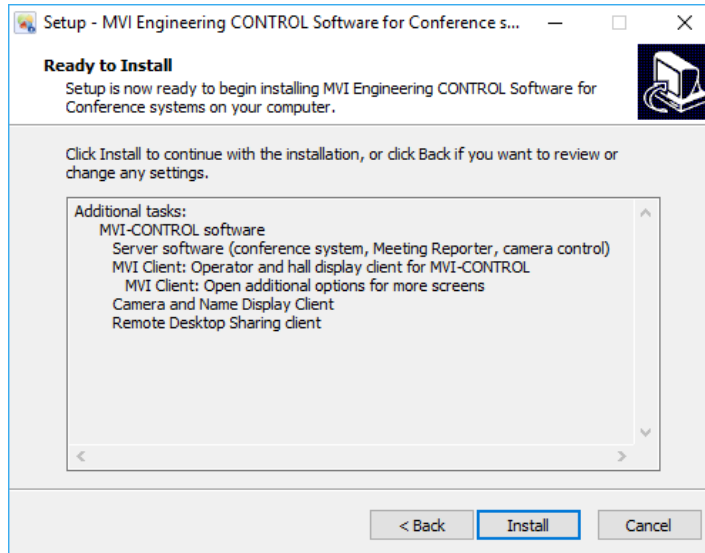 Setup - MVI Engineering CONTROL Software for Conference s...
Ready to Install
Setup is now ready to begin installing MVI Engineering CONTROL Software for
Conference systems on your computer.
Click Install to continue with the installation, or click Back if you want to review or
change any settings.
Additional tasks:
MVI-CONTROL software
Server software (conference system, Meeting Reporter, camera control)
MVI Client: Operator and hall display client for MVI-CONTROL
MVI Client: Open additional options for more screens
Camera and Name Display Client
Remote Desktop Sharing client
< Back
Install
Cancel